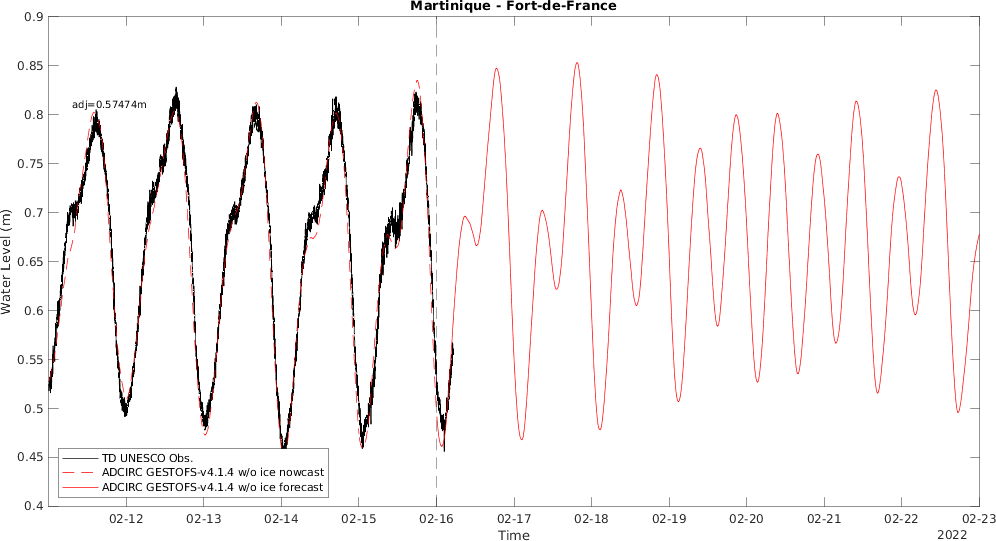 Martinique - Fort-de-France
0.9
0.85
0.8
0.75
0.7
0.65
0.6
0.55
0.5
0.45
0.4
Water Level (m)
adj=0.57474m
TD UNESCO Obs.
ADCIRC GESTOFS-v4.1.4 w/o ice nowcast
ADCIRC GESTOFS-v4.1.4 w/o ice forecast
02-12 02-13 02-14 02-15 02-16 02-17 02-18 02-19 02-20 02-21 02-22 02-23
Time
2022